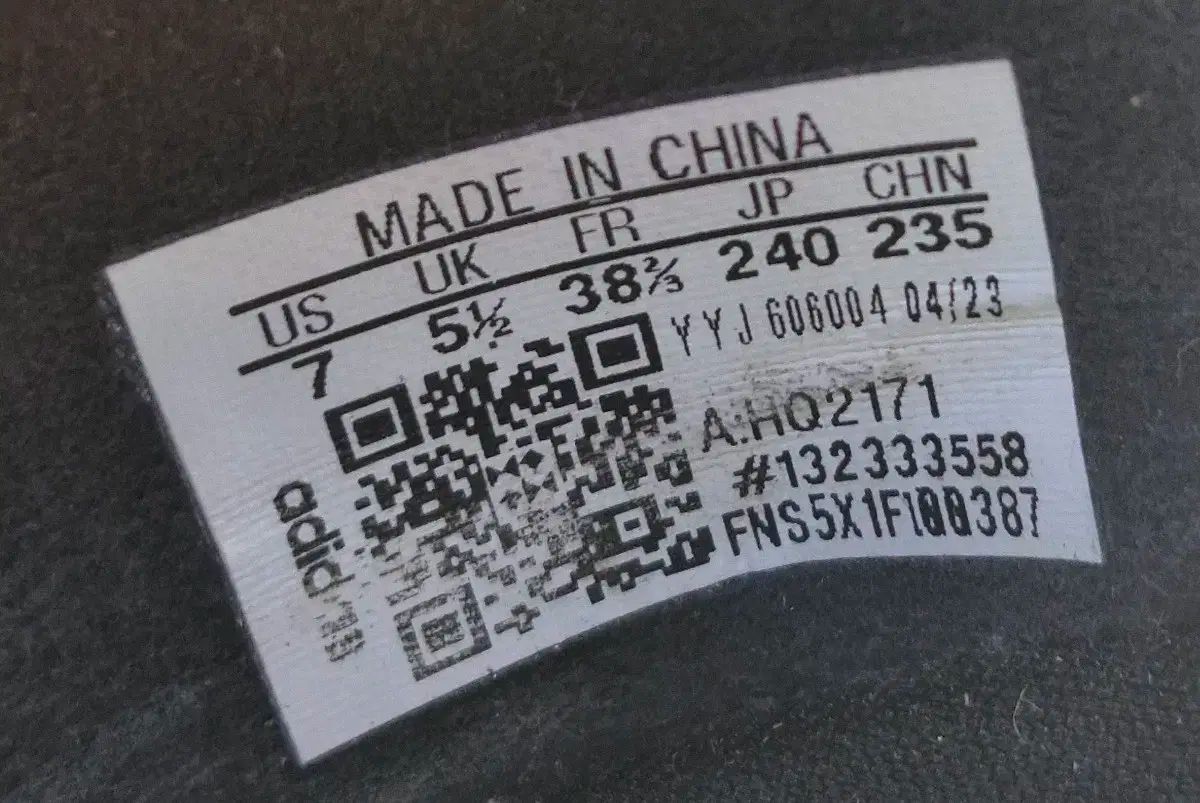 MADE IN CHINA
US UK FR JP CHN
7 5½ 38⅔ 240 235
YYJ 606004 04/23
A:HQ2171
#132333558
adidas